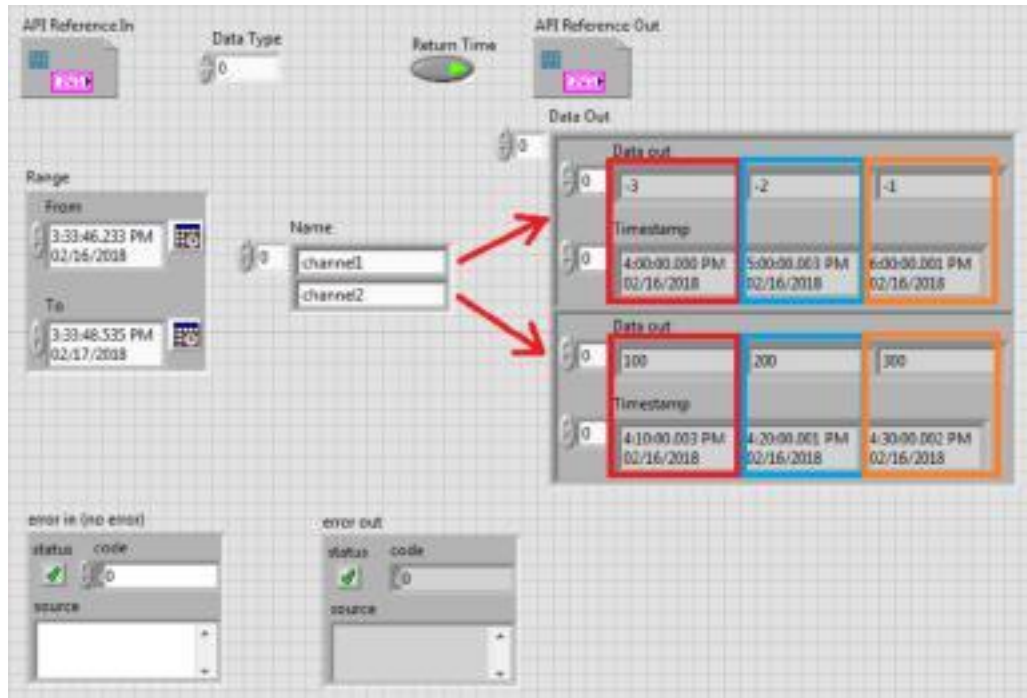 API Reference In
Data Type
0
Return Time
API Reference Out
Data Out
0
Range
From
3:33:46.233 PM
02/16/2018
To
3:33:48.535 PM
02/17/2018
Name
0
channel1
channel2
Data out
0
-3
-2
-1
Timestamp
0
4:00:00.000 PM
02/16/2018
5:00:00.003 PM
02/16/2018
6:00:00.001 PM
02/16/2018
Data out
0
100
200
300
Timestamp
0
4:10:00.003 PM
02/16/2018
4:20:00.001 PM
02/16/2018
4:30:00.002 PM
02/16/2018
error in (no error)
status
code
0
source
error out
status
code
0
source